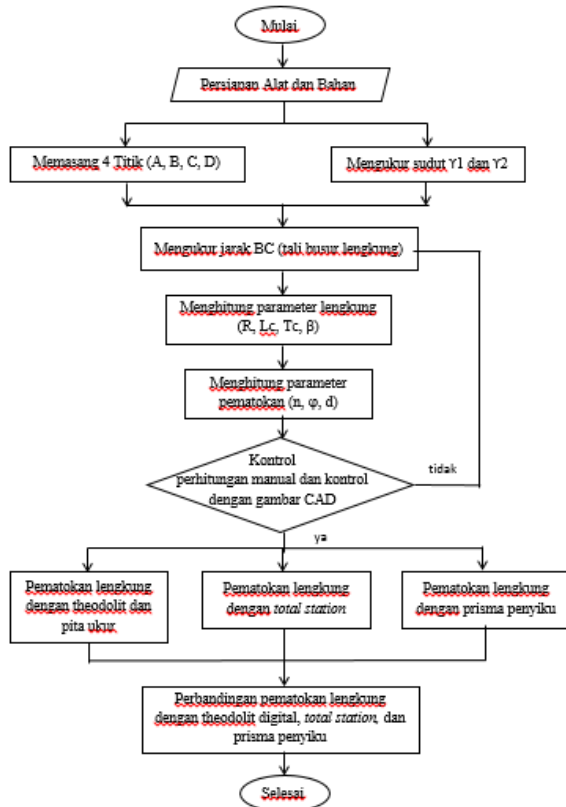 Mulai
Persianan Alat dan Bahan
Memasang 4 Titik (A, B, C, D)
Mengukur sudut ϒ1 dan ϒ2
Mengukur jarak BC (tali busur lengkung)
Menghitung parameter lengkung
(R, Lc, Tc, β)
Menghitung parameter
pematokan (n, φ, d)
Kontrol
perhitungan manual dan kontrol
dengan gambar CAD
tidak
ya
Pematokan lengkung
dengan theodolit dan
pita ukur
Pematokan lengkung
dengan total station
Pematokan lengkung
dengan prisma penyiku
Perbandingan pematokan lengkung
dengan theodolit digital, total station, dan
prisma penyiku
Selesai